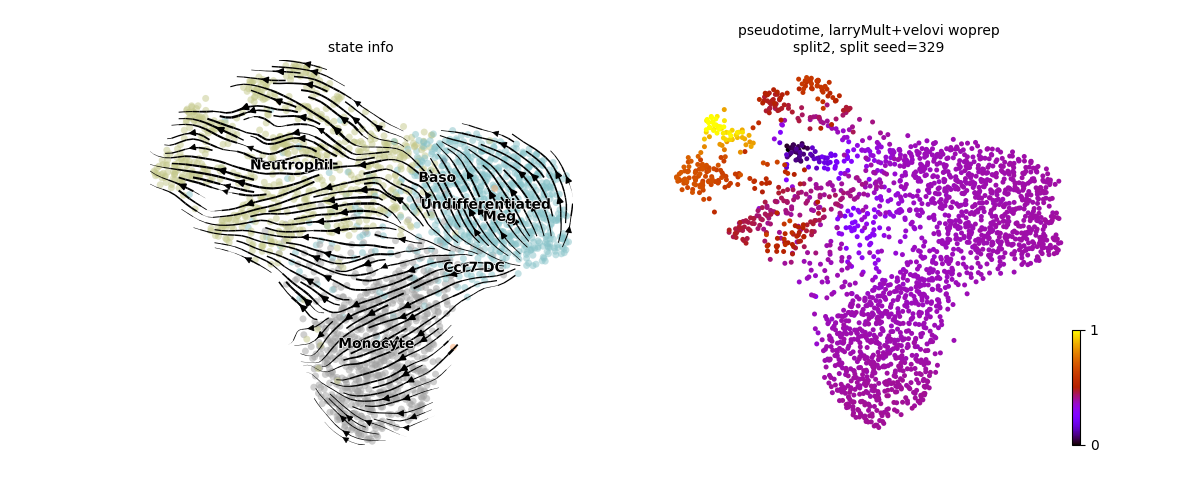 state info
Neutrophil
Baso
Undifferentiated
Meg
Ccr7 DC
Monocyte
pseudotime, larryMult+velovi woprep
split2, split seed=329
1
0